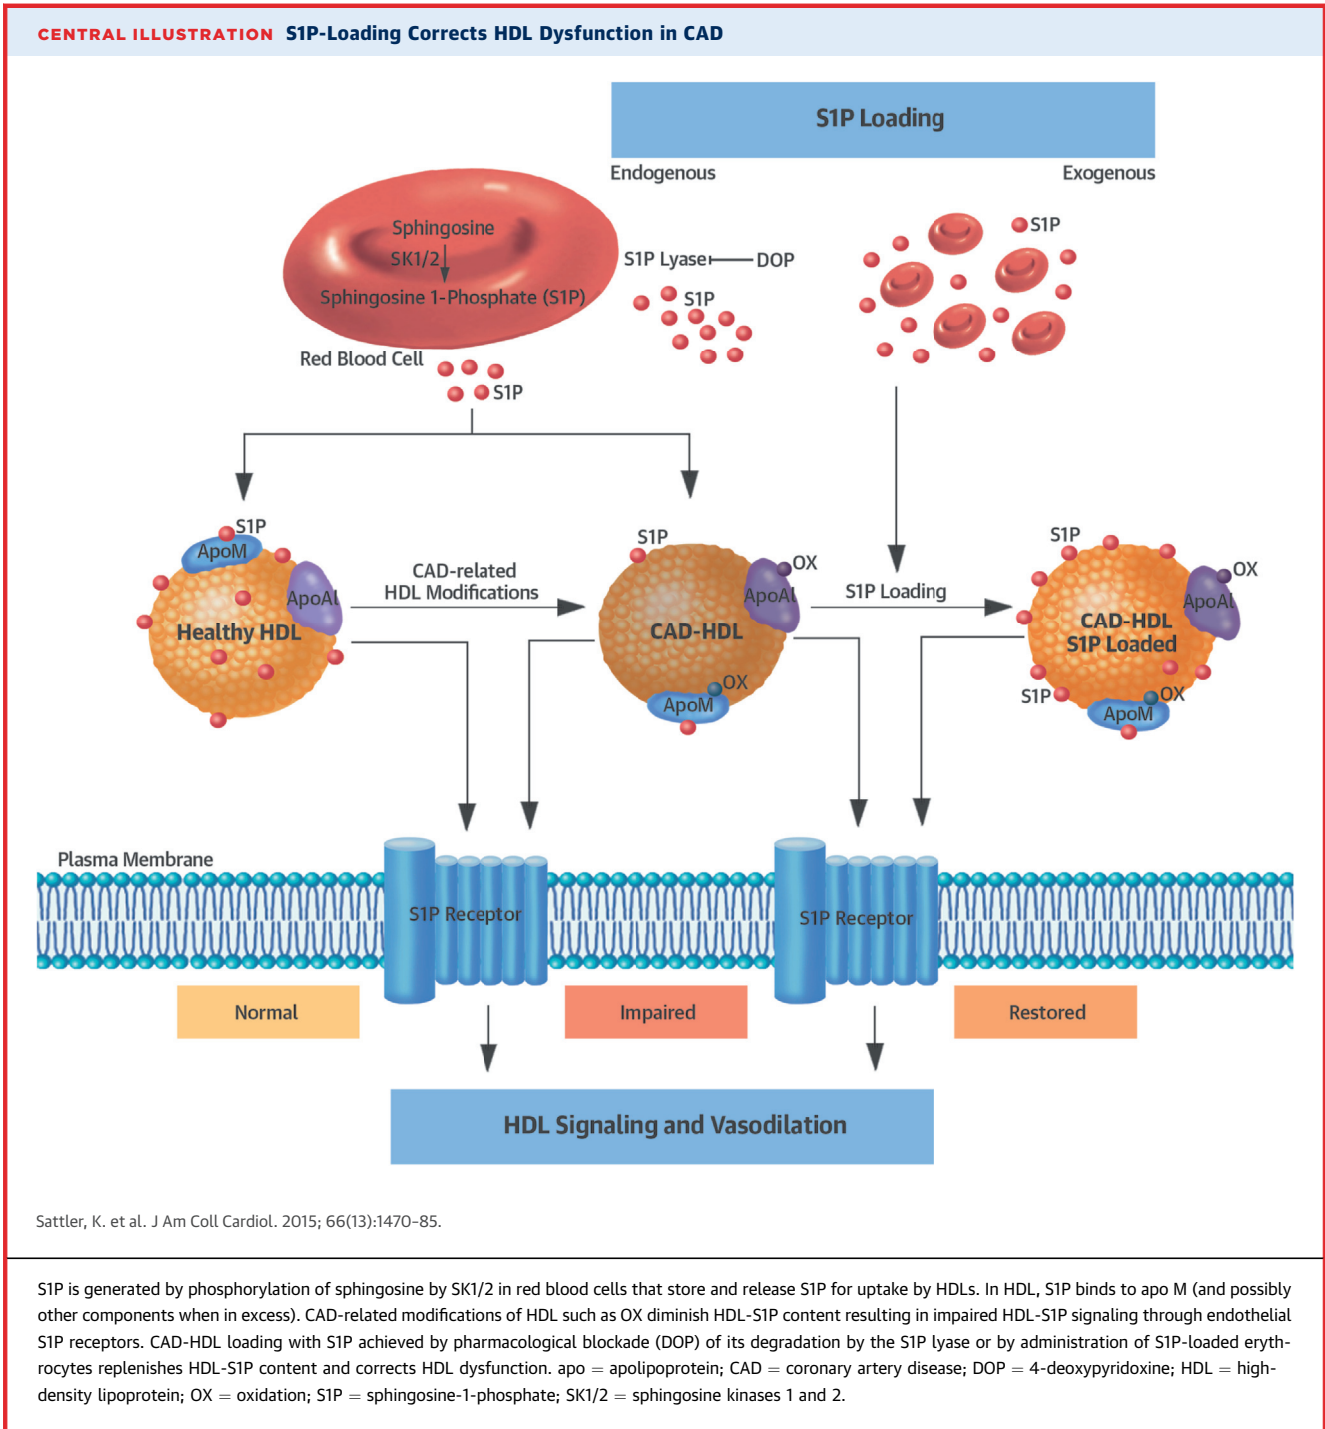 CENTRAL ILLUSTRATION S1P-Loading Corrects HDL Dysfunction in CAD
S1P Loading
Endogenous
Exogenous
Sphingosine
SK1/2
Sphingosine 1-Phosphate (S1P)
Red Blood Cell
S1P
S1P Lyase
DOP
S1P
S1P
S1P
ApoM
ApoAI
Healthy HDL
CAD-related
HDL Modifications
S1P
OX
ApoAI
CAD-HDL
OX
ApoM
S1P Loading
S1P
OX
ApoAI
CAD-HDL
S1P Loaded
S1P
OX
ApoM
Plasma Membrane
S1P Receptor
S1P Receptor
Normal
Impaired
Restored
HDL Signaling and Vasodilation
Sattler, K. et al. J Am Coll Cardiol. 2015; 66(13):1470–85.
S1P is generated by phosphorylation of sphingosine by SK1/2 in red blood cells that store and release S1P for uptake by HDLs. In HDL, S1P binds to apo M (and possibly
other components when in excess). CAD-related modifications of HDL such as OX diminish HDL-S1P content resulting in impaired HDL-S1P signaling through endothelial
S1P receptors. CAD-HDL loading with S1P achieved by pharmacological blockade (DOP) of its degradation by the S1P lyase or by administration of S1P-loaded eryth-
rocytes replenishes HDL-S1P content and corrects HDL dysfunction. apo = apolipoprotein; CAD = coronary artery disease; DOP = 4-deoxypyridoxine; HDL = high-
density lipoprotein; OX = oxidation; S1P = sphingosine-1-phosphate; SK1/2 = sphingosine kinases 1 and 2.